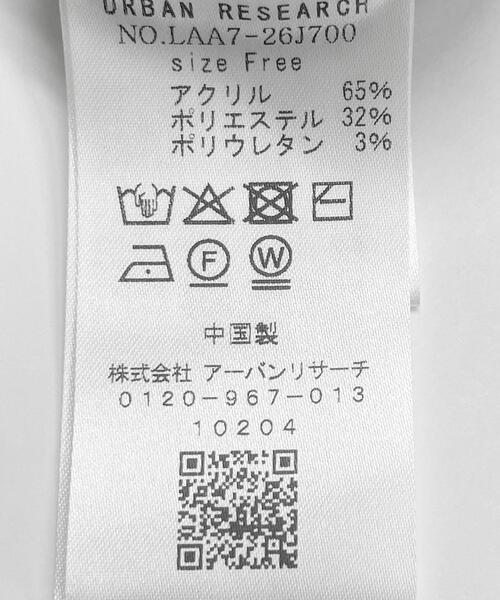 URBAN RESEARCH
NO.LAA7-26J700
size Free
アクリル 65%
ポリエステル 32%
ポリウレタン 3%
F W
中国製
株式会社 アーバンリサーチ
0120-967-013
10204